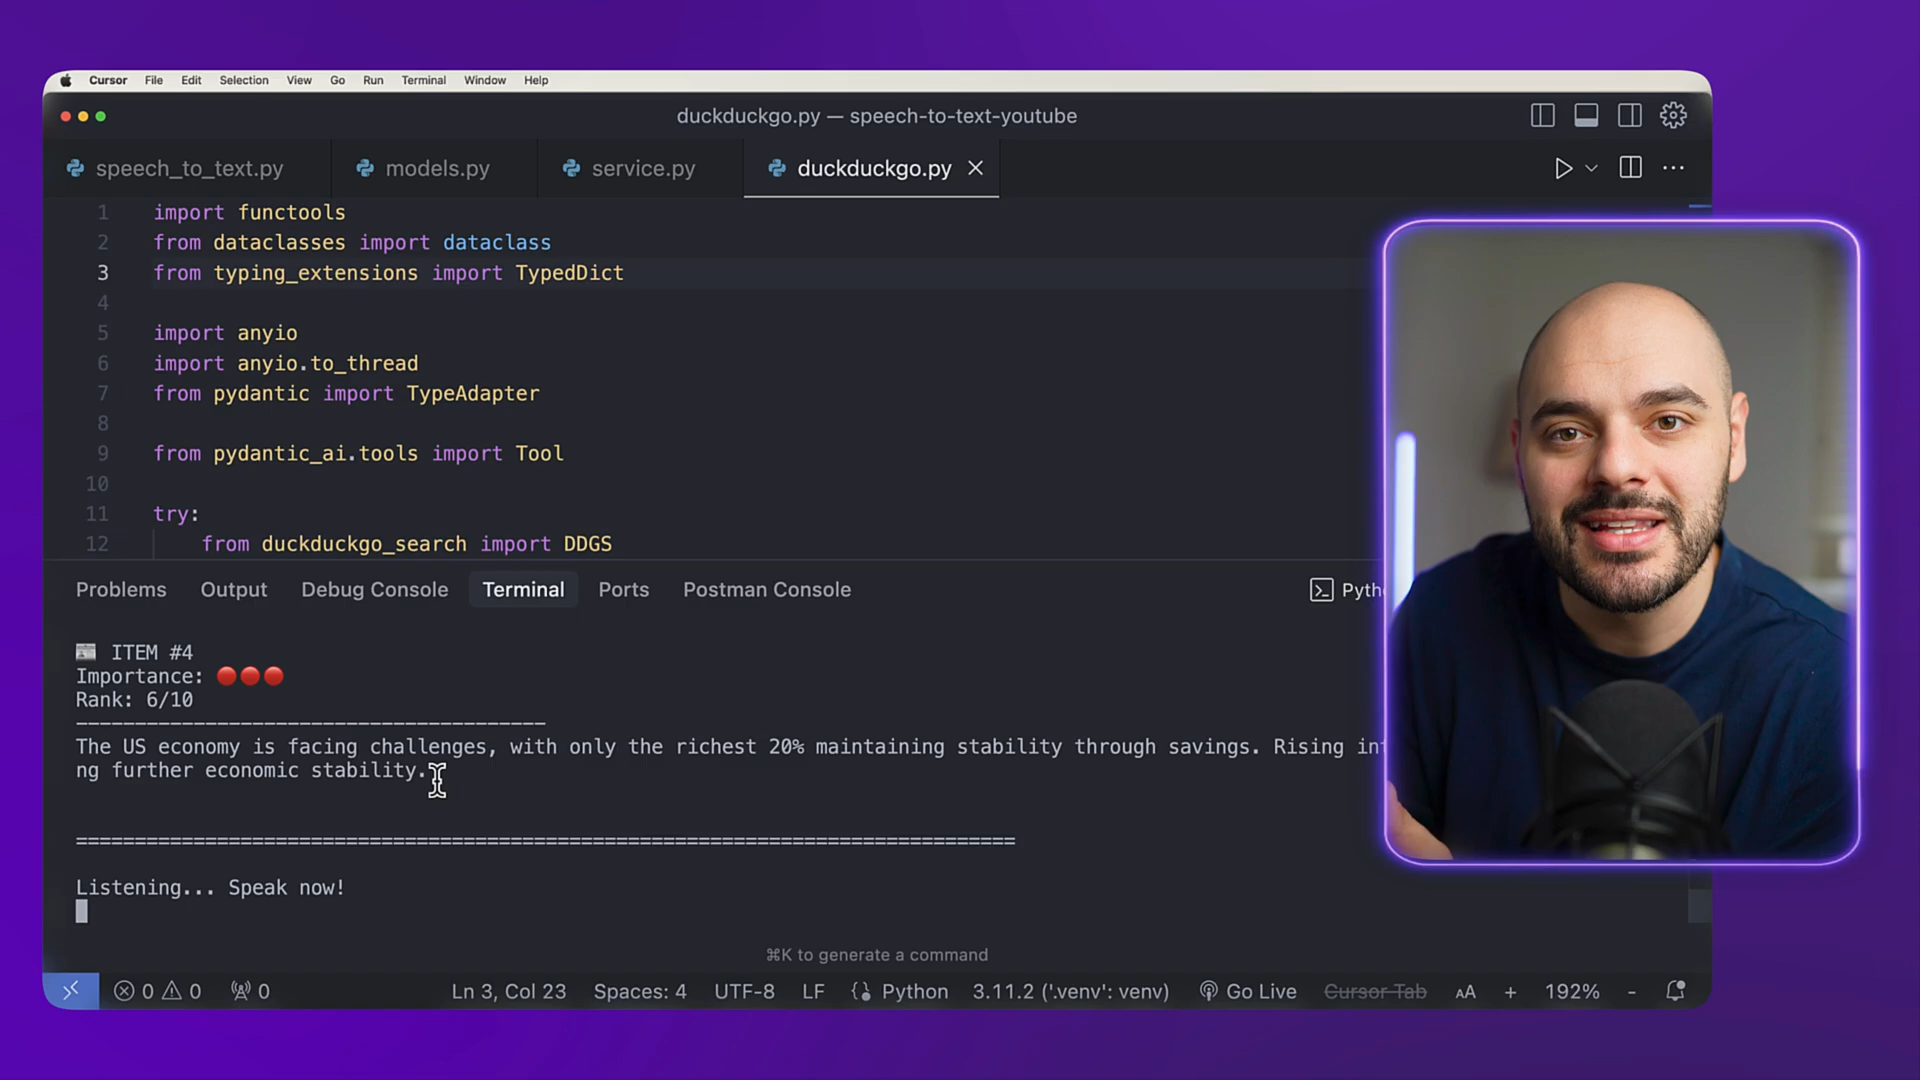 Cursor File Edit Selection View Go Run Terminal Window Help
duckduckgo.py — speech-to-text-youtube
speech_to_text.py models.py service.py duckduckgo.py
1 import functools
2 from dataclasses import dataclass
3 from typing_extensions import TypedDict
4
5 import anyio
6 import anyio.to_thread
7 from pydantic import TypeAdapter
8
9 from pydantic_ai.tools import Tool
10
11 try:
12 from duckduckgo_search import DDGS
Problems Output Debug Console Terminal Ports Postman Console Pyth
ITEM #4
Importance: 🔴🔴🔴
Rank: 6/10
----------------------------------------
The US economy is facing challenges, with only the richest 20% maintaining stability through savings. Rising in
ng further economic stability.
================================================================================
Listening... Speak now!
⌘K to generate a command
0 0 0 Ln 3, Col 23 Spaces: 4 UTF-8 LF Python 3.11.2 ('.venv': venv) Go Live Cursor Tab AA + 192% -